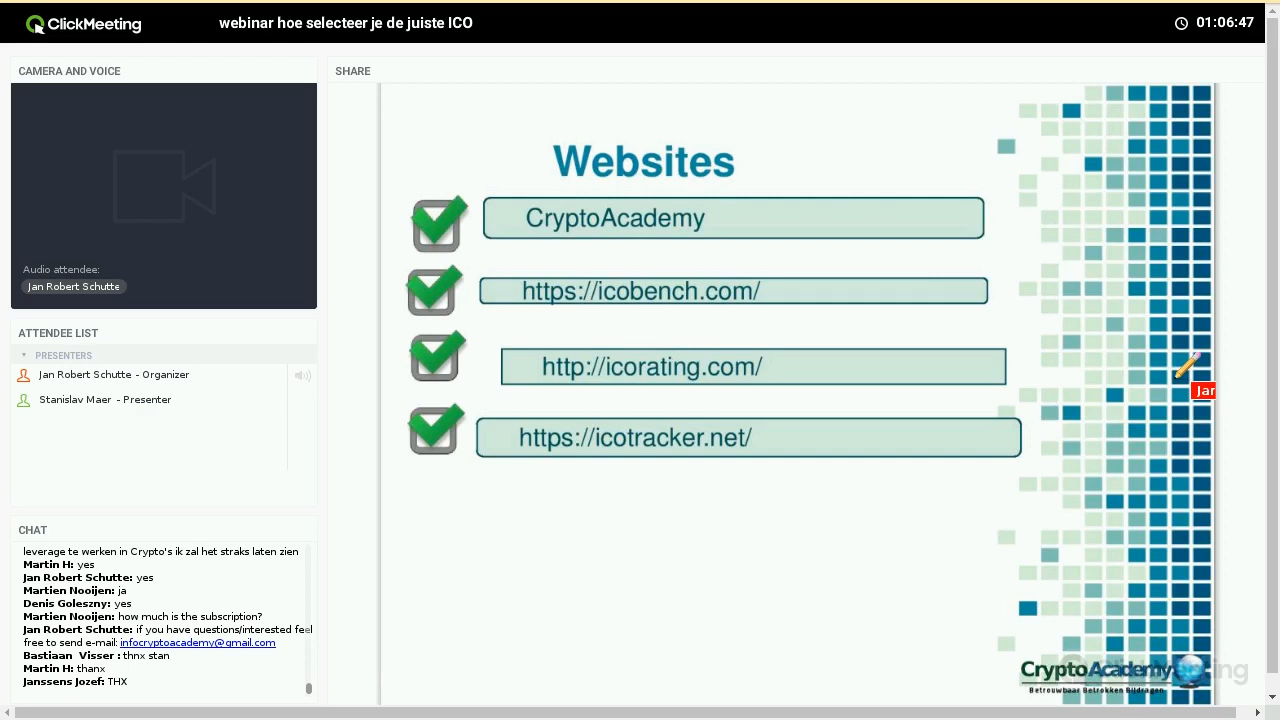 ClickMeeting
webinar hoe selecteer je de juiste ICO
01:06:47
CAMERA AND VOICE
Audio attendee:
Jan Robert Schutte
ATTENDEE LIST
PRESENTERS
Jan Robert Schutte - Organizer
Stanislav Maer - Presenter
CHAT
leverage te werken in Crypto's ik zal het straks laten zien
Martin H: yes
Jan Robert Schutte: yes
Martien Nooijen: ja
Denis Goleszny: yes
Martien Nooijen: how much is the subscription?
Jan Robert Schutte: if you have questions/interested feel
free to send e-mail: infocryptoacademy@gmail.com
Bastiaan Visser : thnx stan
Martin H: thanx
Janssens Jozef: THX
SHARE
Websites
CryptoAcademy
https://icobench.com/
http://icorating.com/
https://icotracker.net/
Jan
CryptoAcademy
Betrouwbaar Betrokken Bijdragen
ClickMeeting